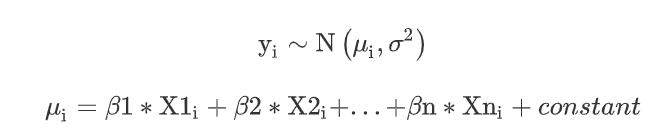 yᵢ ∼ N (μᵢ, σ²)
μᵢ = β1 ∗ X1ᵢ + β2 ∗ X2ᵢ+...+βn ∗ Xnᵢ + constant